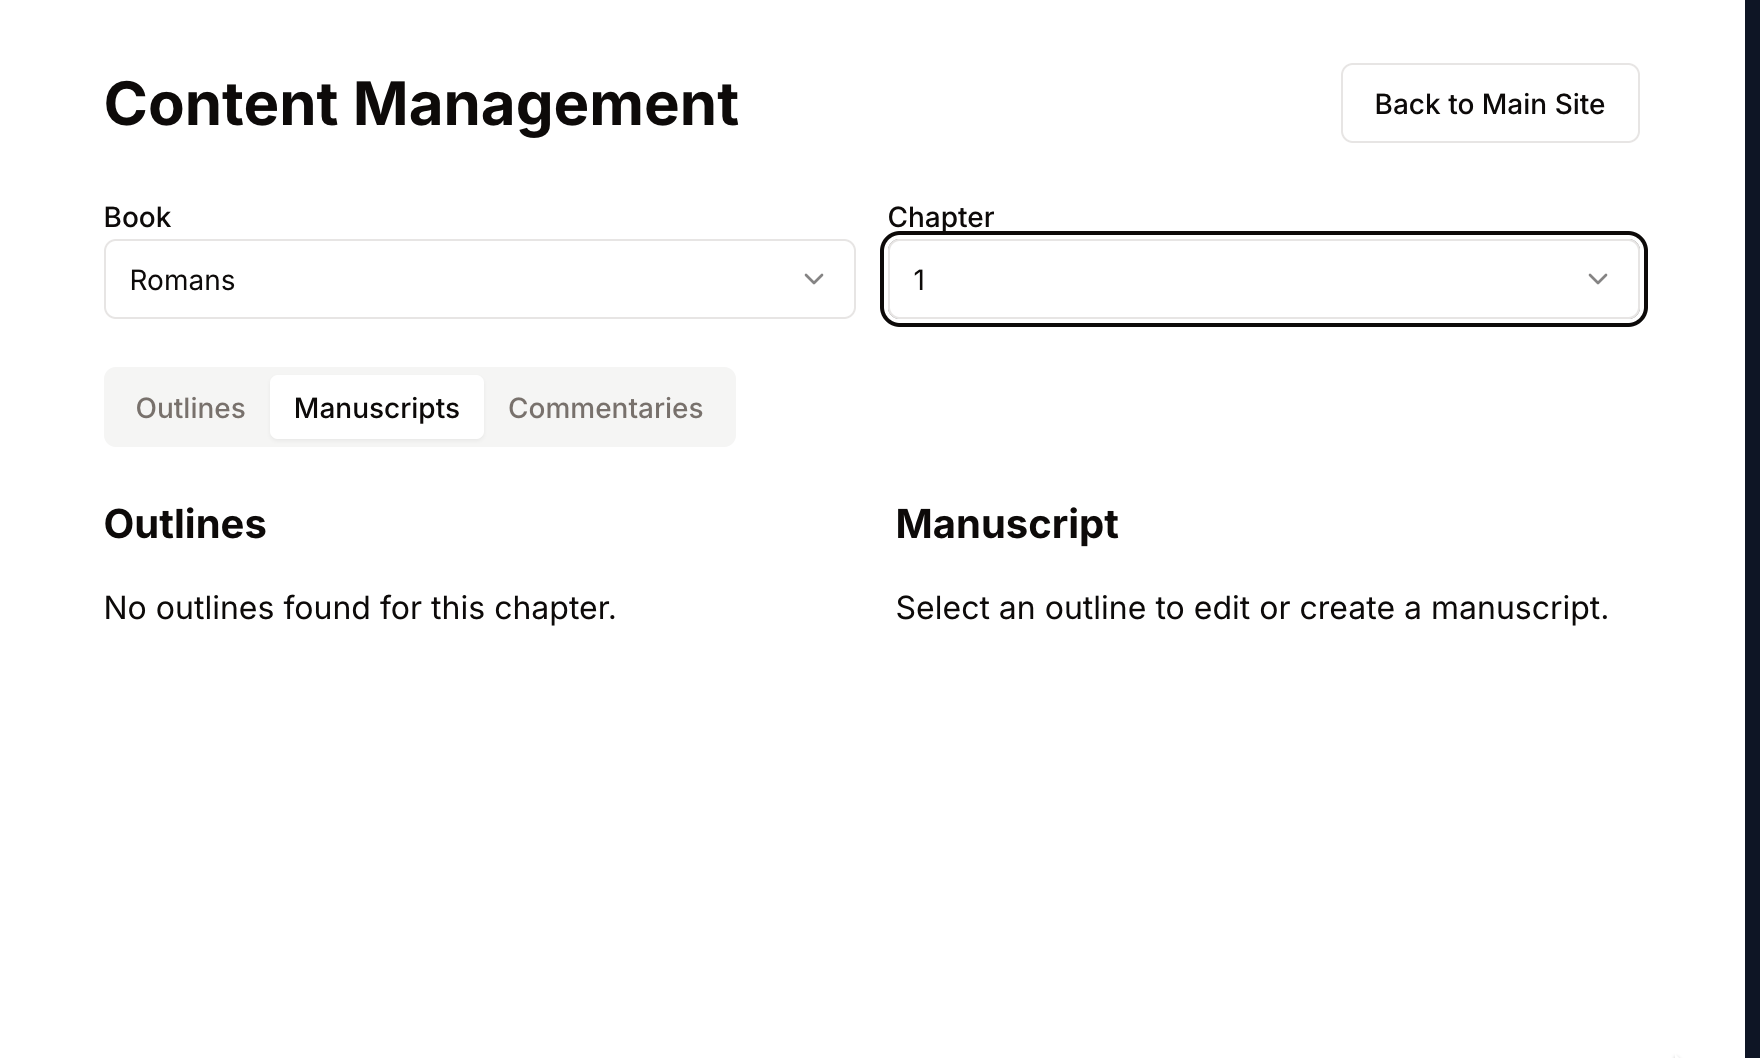 Content Management
Back to Main Site
Book
Chapter
Romans
1
Outlines
Manuscripts
Commentaries
Outlines
Manuscript
No outlines found for this chapter.
Select an outline to edit or create a manuscript.